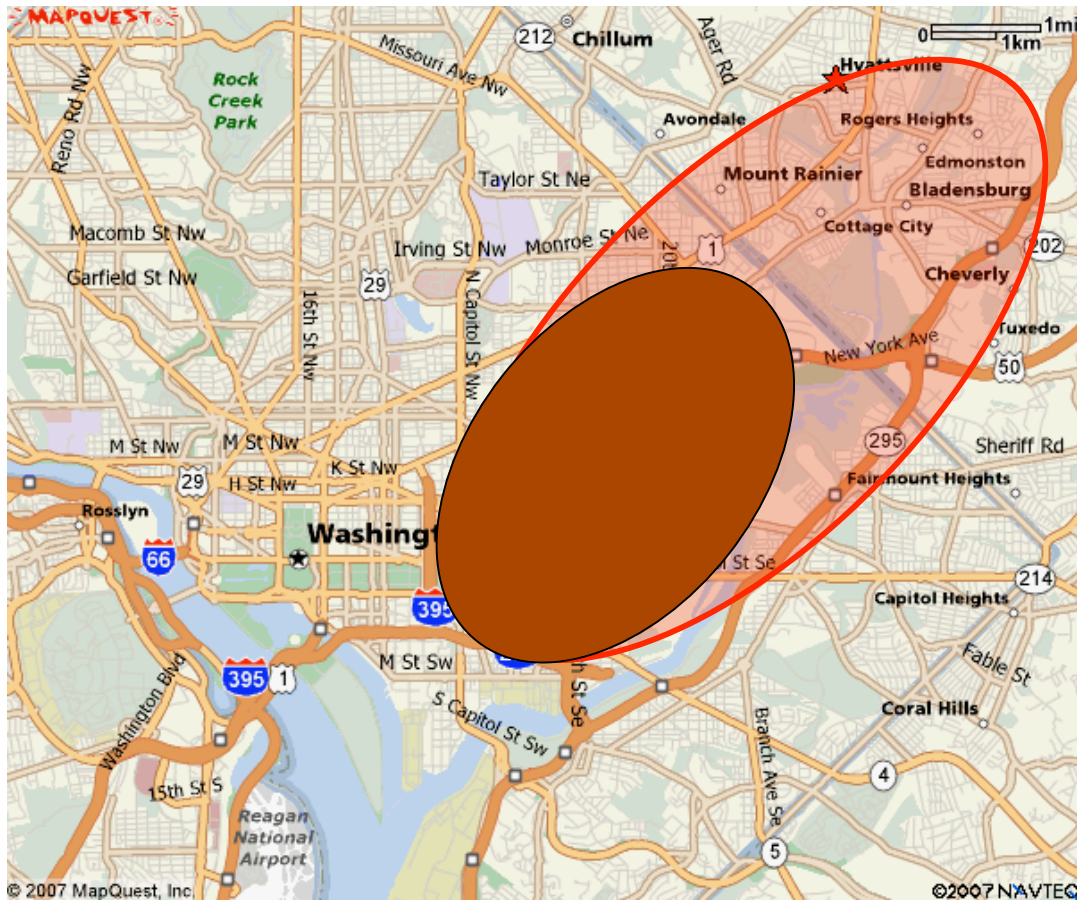 MAPQUEST
212
Chillum
Ager Rd
0
1mi
1km
Missouri Ave Nw
Hyattsville
Rock
Creek
Park
Reno Rd Nw
Avondale
Rogers Heights
Edmonston
Taylor St Ne
Mount Rainier
Bladensburg
Macomb St Nw
Irving St Nw
Monroe St Ne
Cottage City
1
202
Garfield St Nw
29
16th St Nw
N Capitol St Nw
Cheverly
Tuxedo
New York Ave
50
M St Nw
M St Nw
295
Sheriff Rd
K St Nw
29
H St Nw
Fairmount Heights
Rosslyn
66
395
214
Capitol Heights
M St Sw
Fable St
395
1
Washington Blvd
S Capitol St Sw
Branch Ave Se
Coral Hills
15th St S
4
Reagan
National
Airport
5
© 2007 MapQuest, Inc.
©2007 NAVTEQ